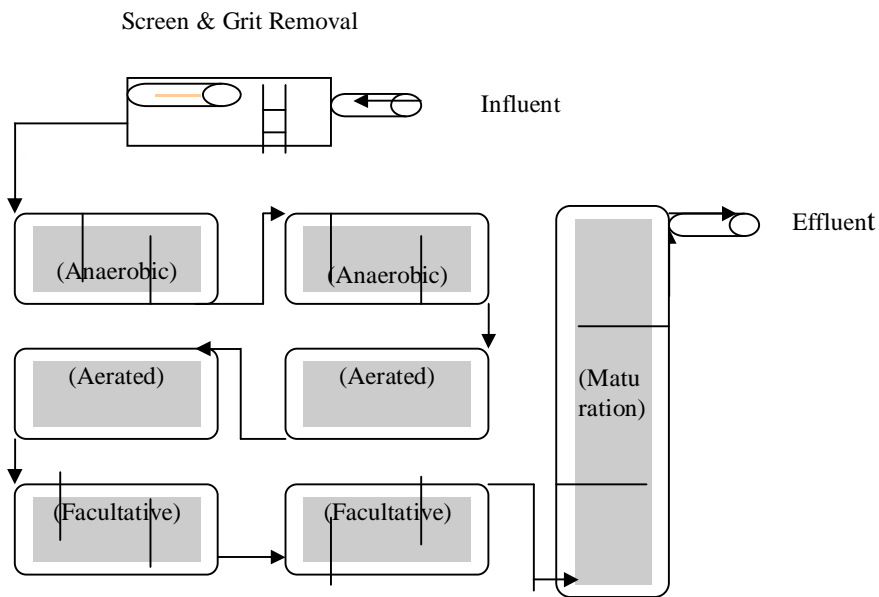 Screen & Grit Removal
Influent
Effluent
(Anaerobic)
(Anaerobic)
(Aerated)
(Aerated)
(Matu
ration)
(Facultative)
(Facultative)